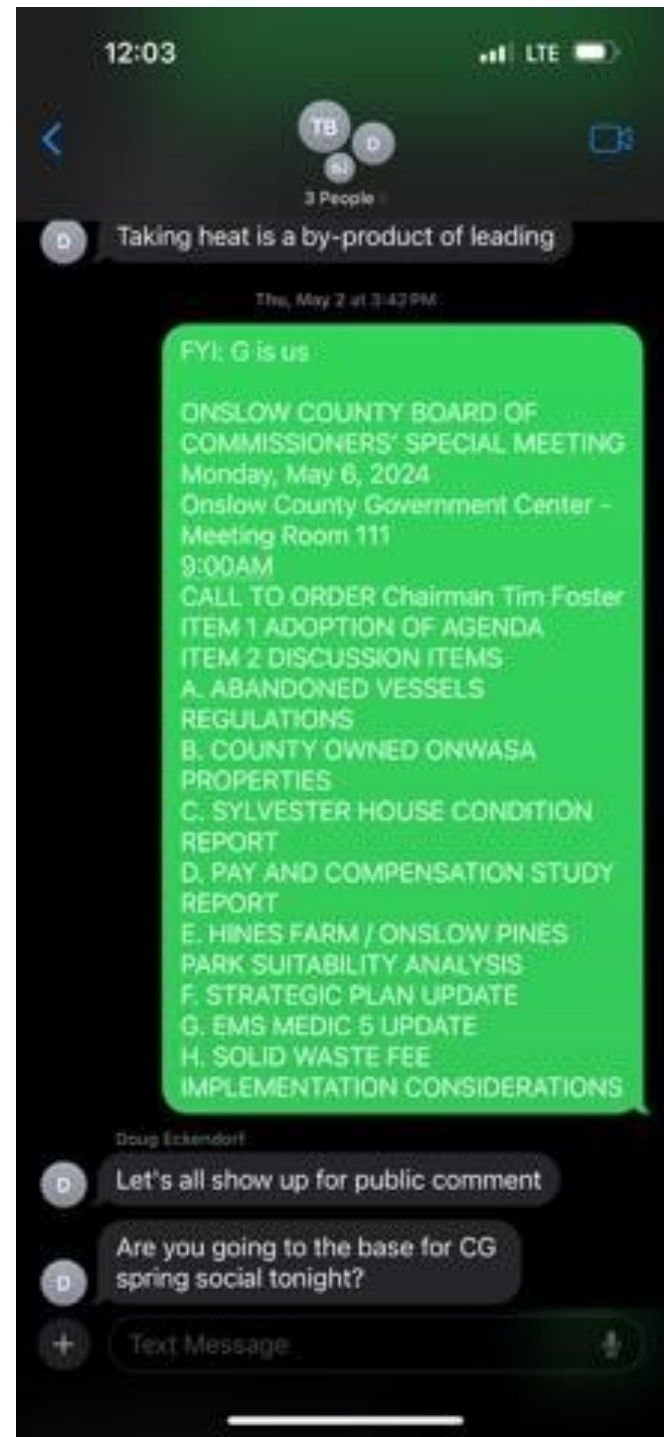 12:03
LTE
TB
D
3 People
D
Taking heat is a by-product of leading
Thu, May 2 at 3:42 PM
FYI: G is us
ONSLOW COUNTY BOARD OF
COMMISSIONERS' SPECIAL MEETING
Monday, May 6, 2024
Onslow County Government Center -
Meeting Room 111
9:00AM
CALL TO ORDER Chairman Tim Foster
ITEM 1 ADOPTION OF AGENDA
ITEM 2 DISCUSSION ITEMS
A. ABANDONED VESSELS
REGULATIONS
B. COUNTY OWNED ONWASA
PROPERTIES
C. SYLVESTER HOUSE CONDITION
REPORT
D. PAY AND COMPENSATION STUDY
REPORT
E. HINES FARM / ONSLOW PINES
PARK SUITABILITY ANALYSIS
F. STRATEGIC PLAN UPDATE
G. EMS MEDIC 5 UPDATE
H. SOLID WASTE FEE
IMPLEMENTATION CONSIDERATIONS
Doug Eckendorf
D
Let's all show up for public comment
Are you going to the base for CG
spring social tonight?
D
Text Message